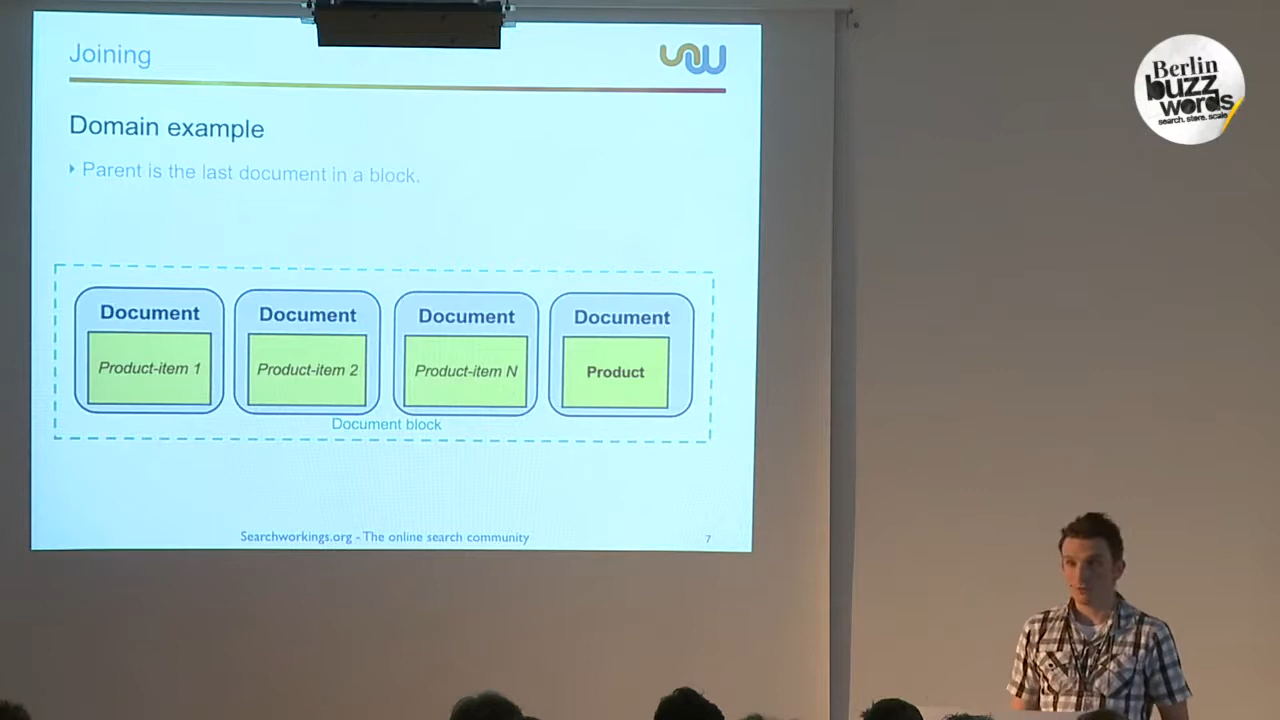 Joining
Domain example
Parent is the last document in a block.
Document
Product-item 1
Document
Product-item 2
Document
Product-item N
Document
Product
Document block
Searchworkings.org - The online search community
7
Berlin
buzz
words
search. store. scale